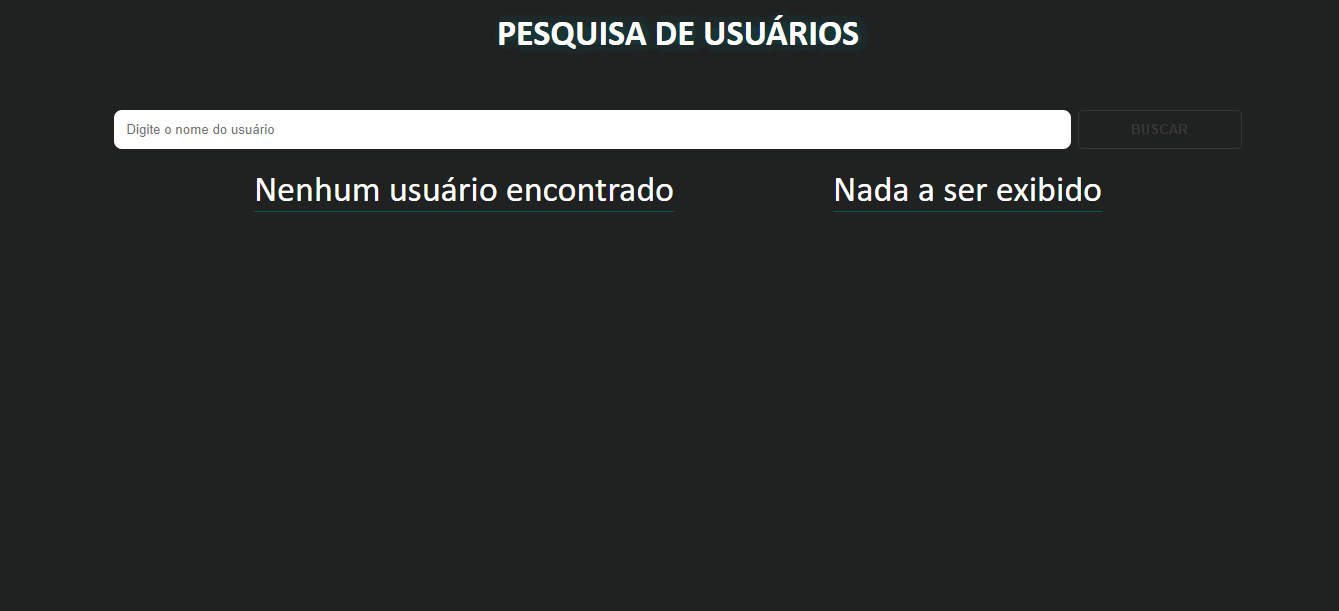 PESQUISA DE USUÁRIOS
Digite o nome do usuário
BUSCAR
Nenhum usuário encontrado
Nada a ser exibido